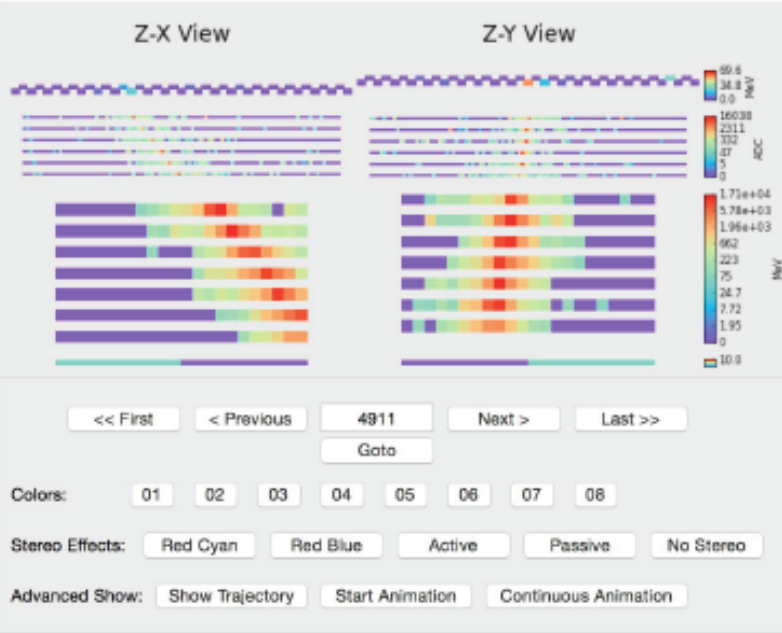 Z-X View
Z-Y View
69.6
34.8
0.0
MeV
16038
2311
332
47
5
0
ADC
1.71e+04
5.78e+03
1.96e+03
662
223
75
24.7
7.72
1.95
0
MeV
10.0
<< First < Previous 4911 Next > Last >>
Goto
Colors: 01 02 03 04 05 06 07 08
Stereo Effects: Red Cyan Red Blue Active Passive No Stereo
Advanced Show: Show Trajectory Start Animation Continuous Animation